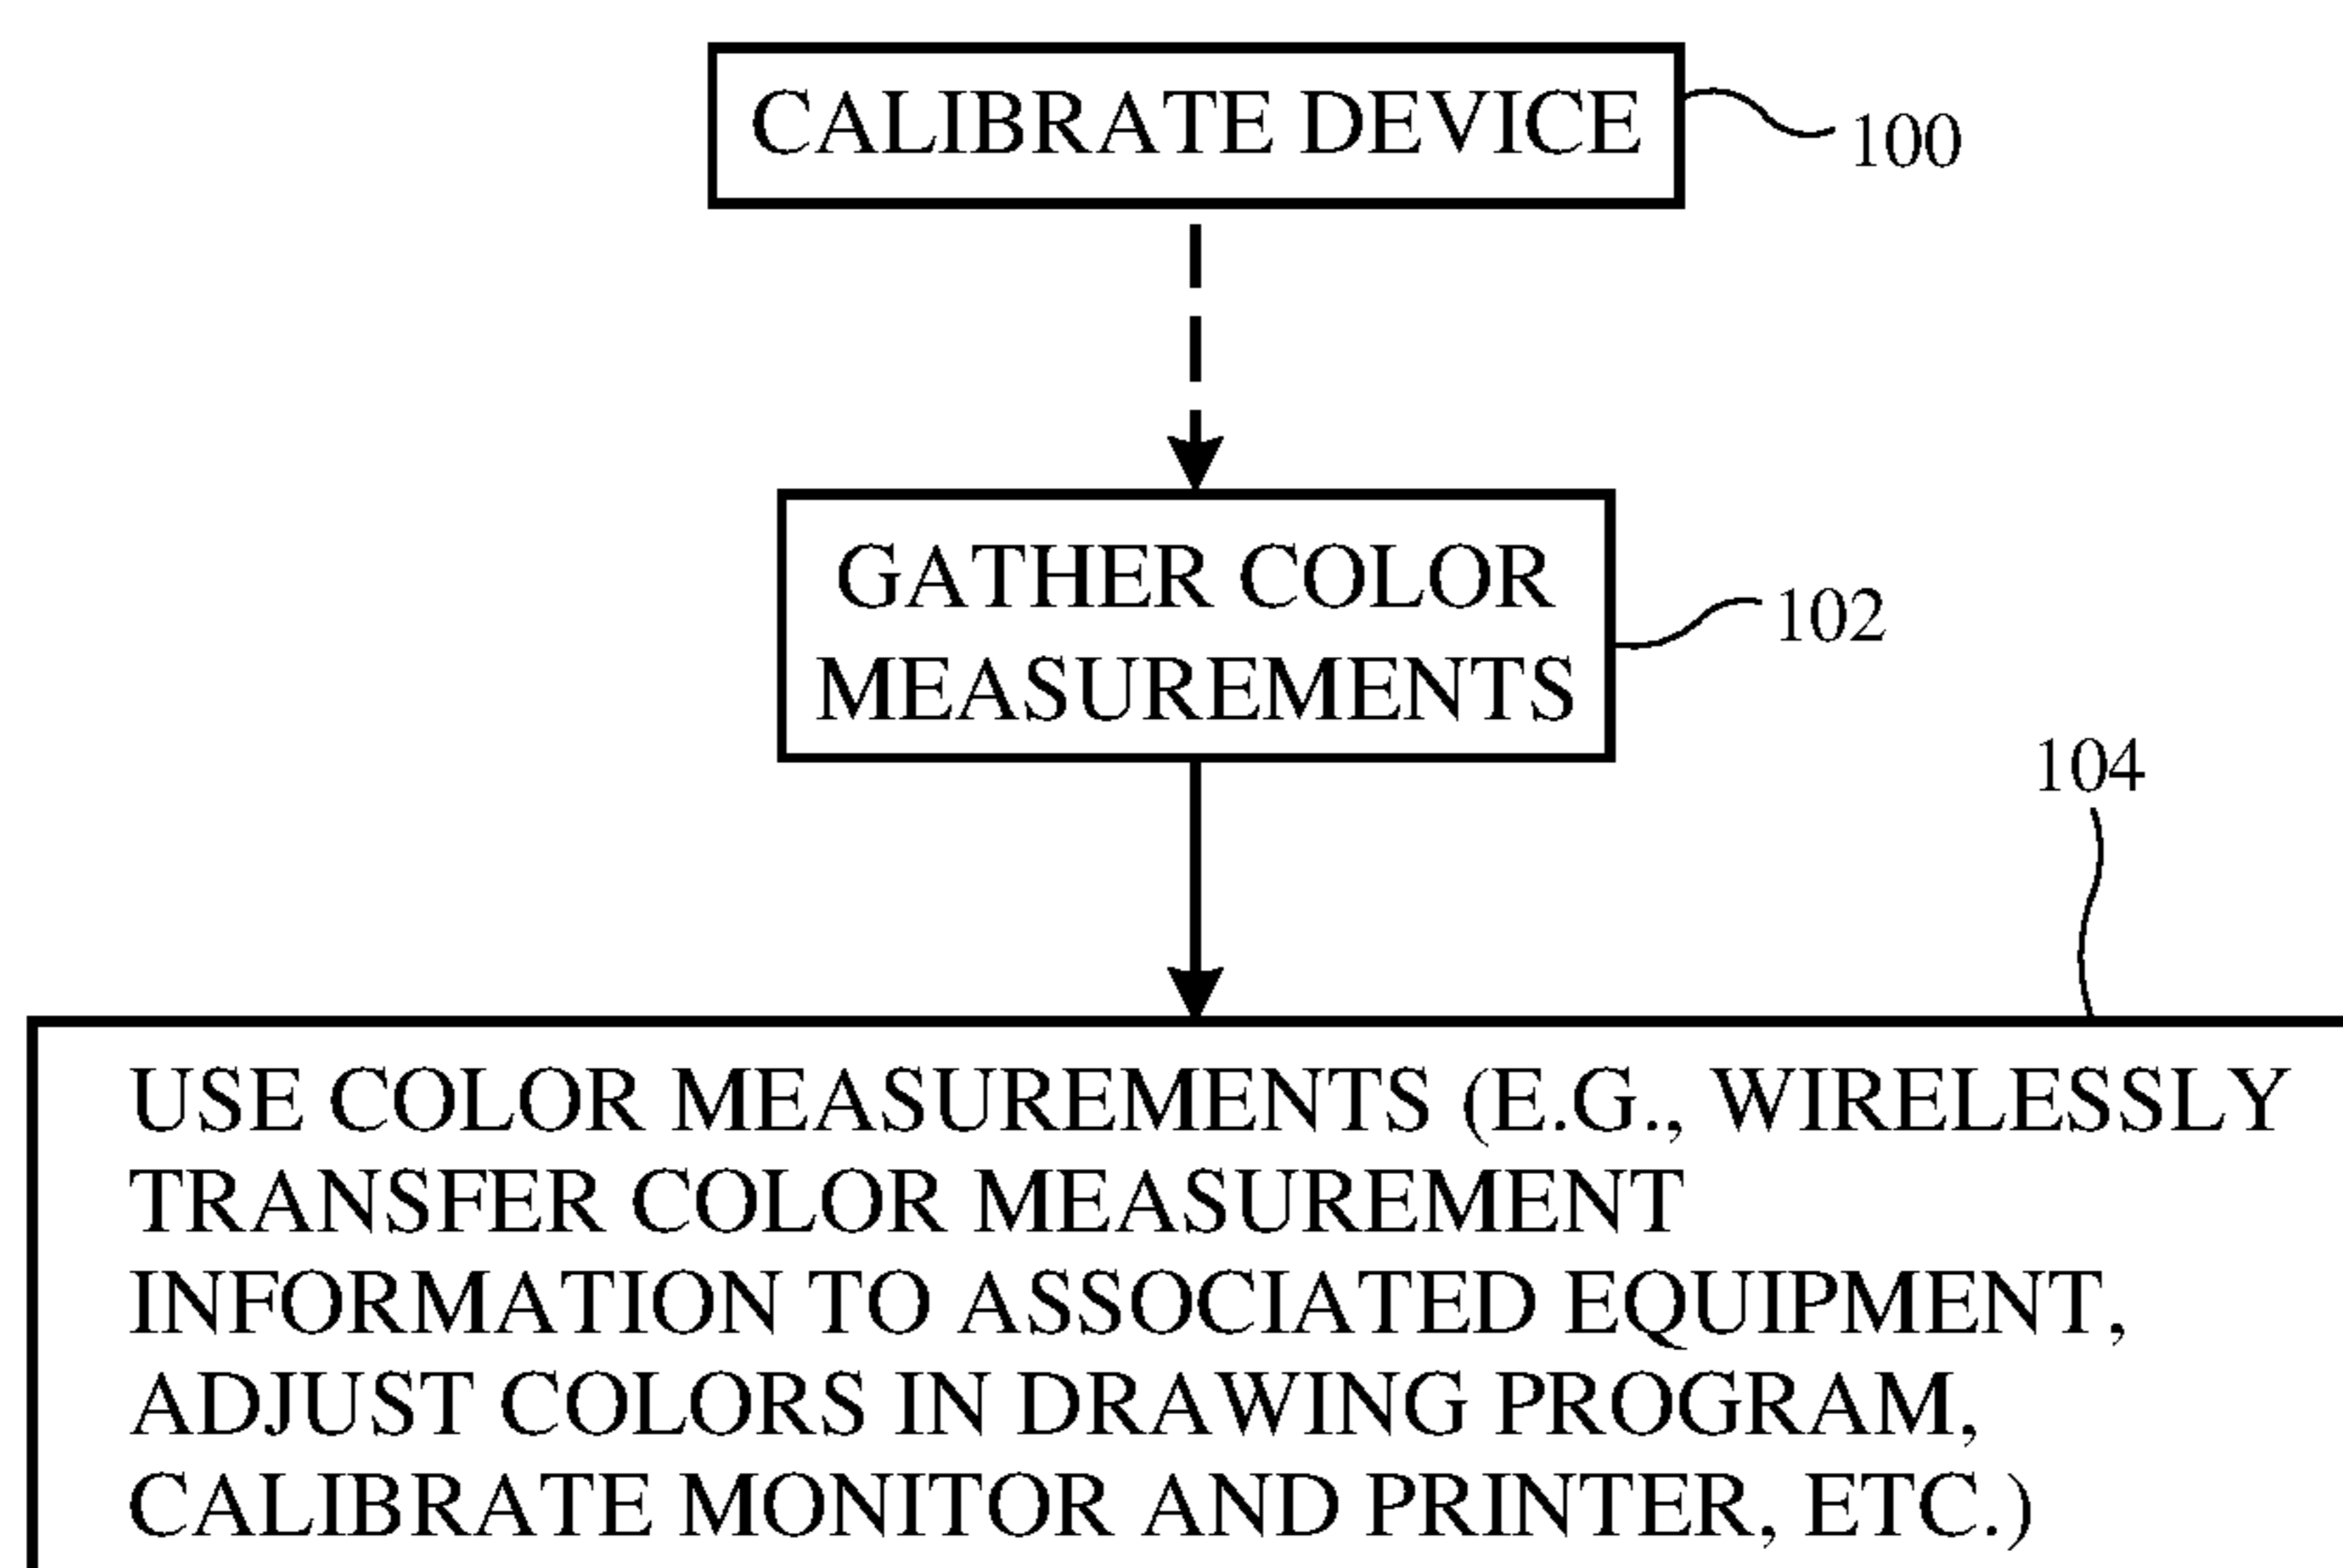 CALIBRATE DEVICE
100
GATHER COLOR
MEASUREMENTS
102
104
USE COLOR MEASUREMENTS (E.G., WIRELESSLY
TRANSFER COLOR MEASUREMENT
INFORMATION TO ASSOCIATED EQUIPMENT,
ADJUST COLORS IN DRAWING PROGRAM,
CALIBRATE MONITOR AND PRINTER, ETC.)